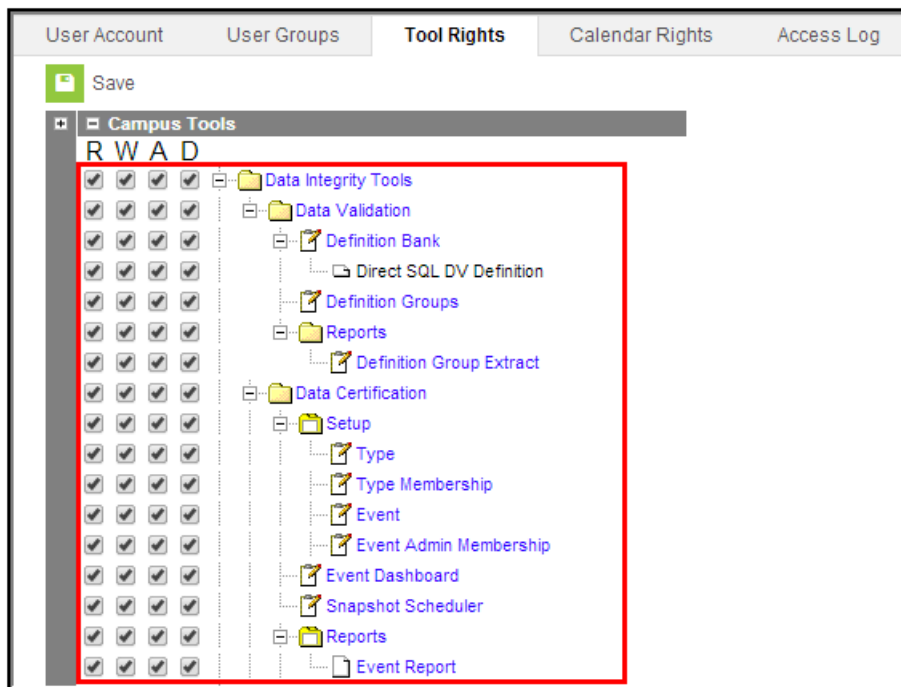 User Account User Groups Tool Rights Calendar Rights Access Log
Save
Campus Tools
R W A D
Data Integrity Tools
Data Validation
Definition Bank
Direct SQL DV Definition
Definition Groups
Reports
Definition Group Extract
Data Certification
Setup
Type
Type Membership
Event
Event Admin Membership
Event Dashboard
Snapshot Scheduler
Reports
Event Report